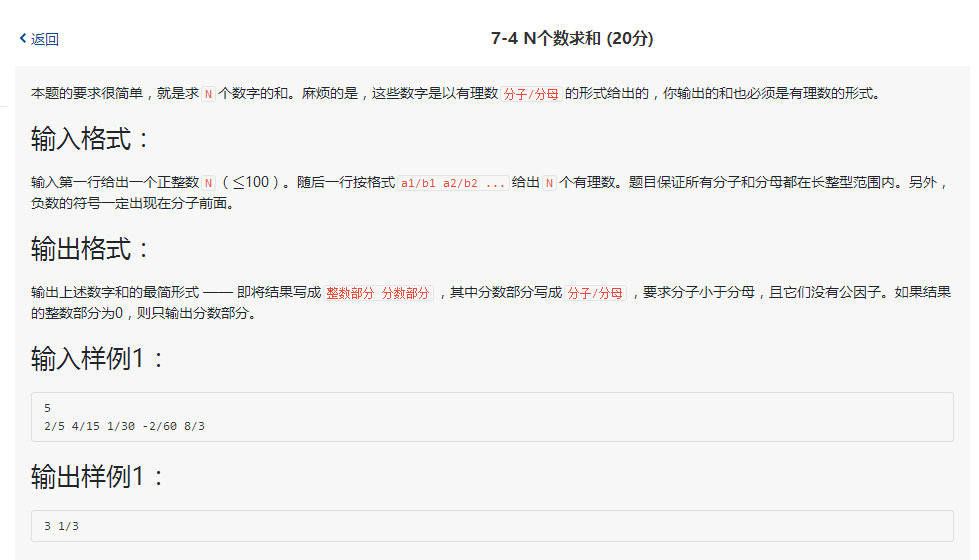 返回
7-4 N个数求和 (20分)
本题的要求很简单，就是求 N 个数字的和。麻烦的是，这些数字是以有理数 分子/分母 的形式给出的，你输出的和也必须是有理数的形式。
输入格式：
输入第一行给出一个正整数 N （≤100）。随后一行按格式 a1/b1 a2/b2 ... 给出 N 个有理数。题目保证所有分子和分母都在长整型范围内。另外，
负数的符号一定出现在分子前面。
输出格式：
输出上述数字和的最简形式 —— 即将结果写成 整数部分 分数部分 ，其中分数部分写成 分子/分母 ，要求分子小于分母，且它们没有公因子。如果结果
的整数部分为0，则只输出分数部分。
输入样例1：
5
2/5 4/15 1/30 -2/60 8/3
输出样例1：
3 1/3